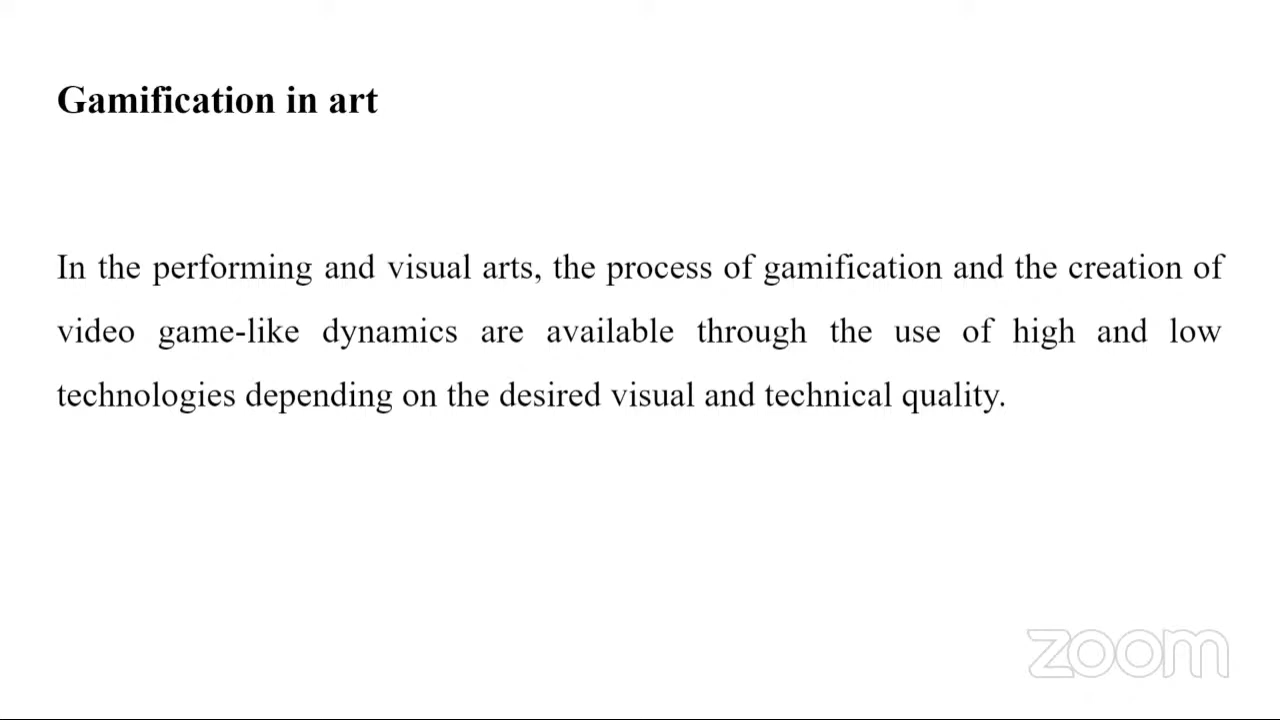 Gamification in art
In the performing and visual arts, the process of gamification and the creation of
video game-like dynamics are available through the use of high and low
technologies depending on the desired visual and technical quality.
zoom